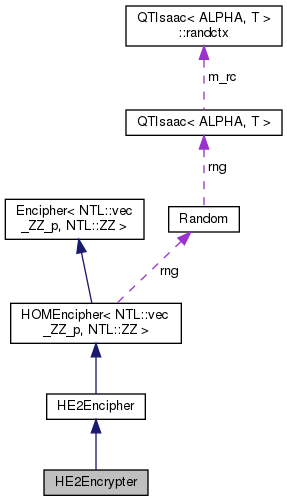 QTIsaac< ALPHA, T >
::randctx
m_rc
QTIsaac< ALPHA, T >
rng
Encipher< NTL::vec
_ZZ_p, NTL::ZZ >
Random
rng
HOMEncipher< NTL::vec
_ZZ_p, NTL::ZZ >
HE2Encipher
HE2Encrypter